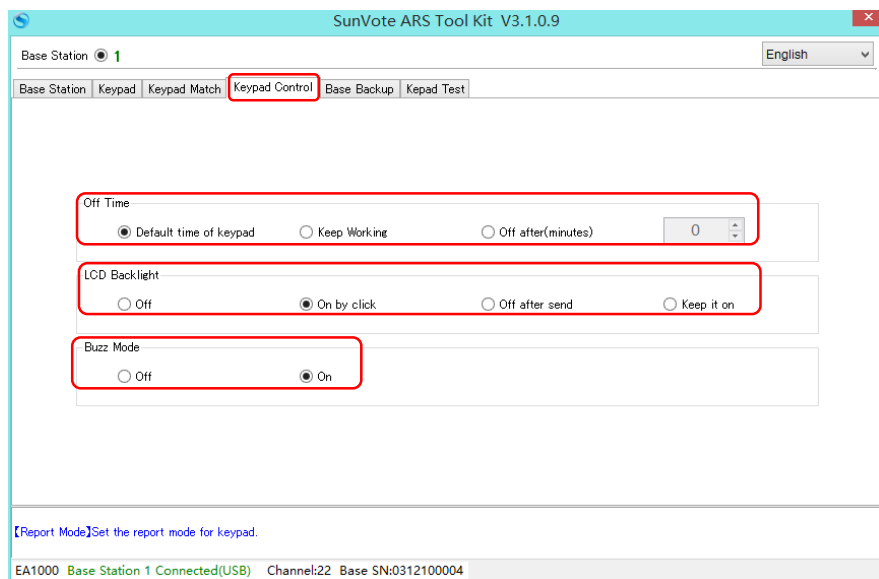 SunVote ARS Tool Kit V3.1.0.9
Base Station 1 English
Base Station Keypad Keypad Match Keypad Control Base Backup Kepad Test
Off Time
Default time of keypad Keep Working Off after(minutes) 0
LCD Backlight
Off On by click Off after send Keep it on
Buzz Mode
Off On
【Report Mode】Set the report mode for keypad.
EA1000 Base Station 1 Connected(USB) Channel:22 Base SN:0312100004